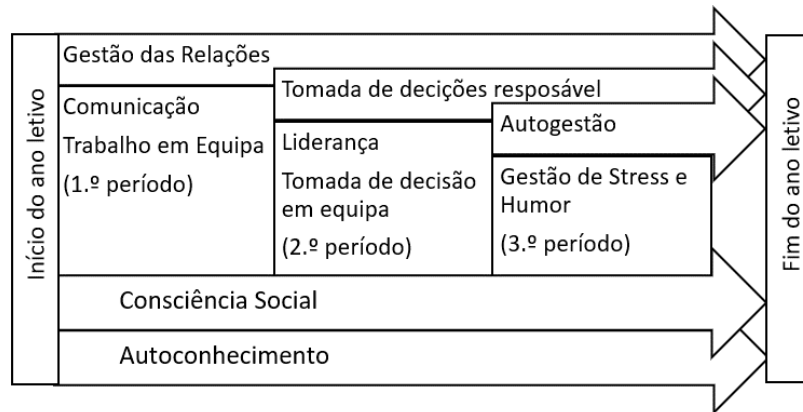 Início do ano letivo
Gestão das Relações
Comunicação
Trabalho em Equipa
(1.º período)
Tomada de decições resposável
Liderança
Tomada de decisão
em equipa
(2.º período)
Autogestão
Gestão de Stress e
Humor
(3.º período)
Consciência Social
Autoconhecimento
Fim do ano letivo